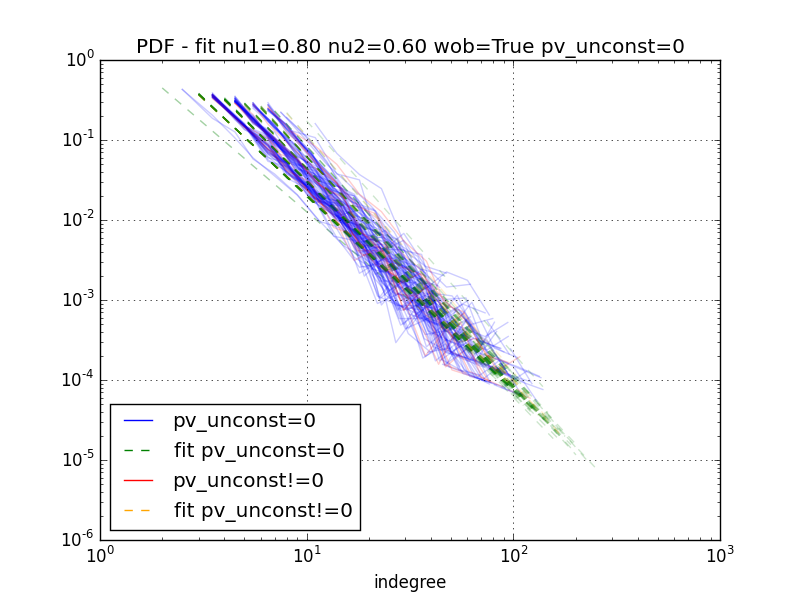 PDF - fit nu1=0.80 nu2=0.60 wob=True pv_unconst=0
10^0
10^-1
10^-2
10^-3
10^-4
10^-5
10^-6
pv_unconst=0
fit pv_unconst=0
pv_unconst!=0
fit pv_unconst!=0
10^0 10^1 10^2 10^3
indegree